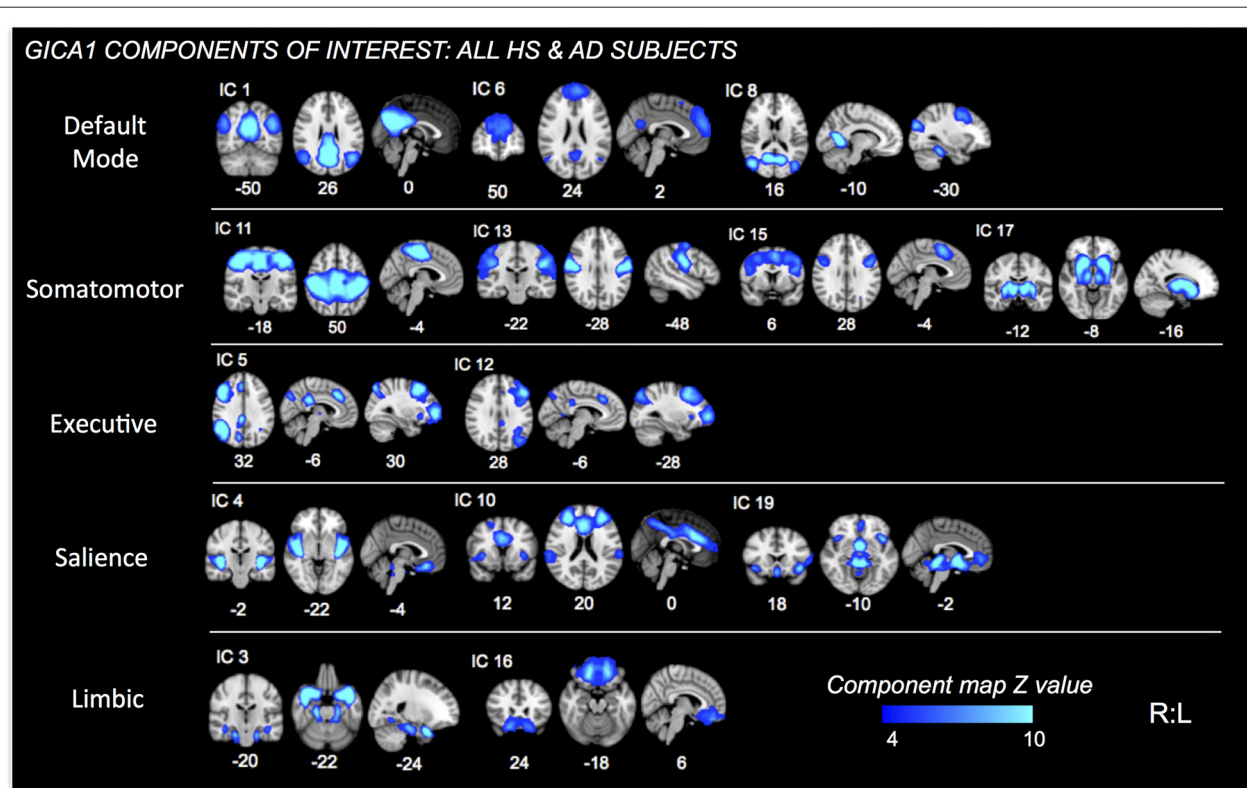 GICA1 COMPONENTS OF INTEREST: ALL HS & AD SUBJECTS
Default
Mode
IC 1
IC 6
IC 8
-50 26 0 50 24 2 16 -10 -30
Somatomotor
IC 11
IC 13
IC 15
IC 17
-18 50 -4 -22 -28 -48 6 28 -4 -12 -8 -16
Executive
IC 5
IC 12
32 -6 30 28 -6 -28
Salience
IC 4
IC 10
IC 19
-2 -22 -4 12 20 0 18 -10 -2
Limbic
IC 3
IC 16
-20 -22 -24 24 -18 6
Component map Z value
4 10
R:L